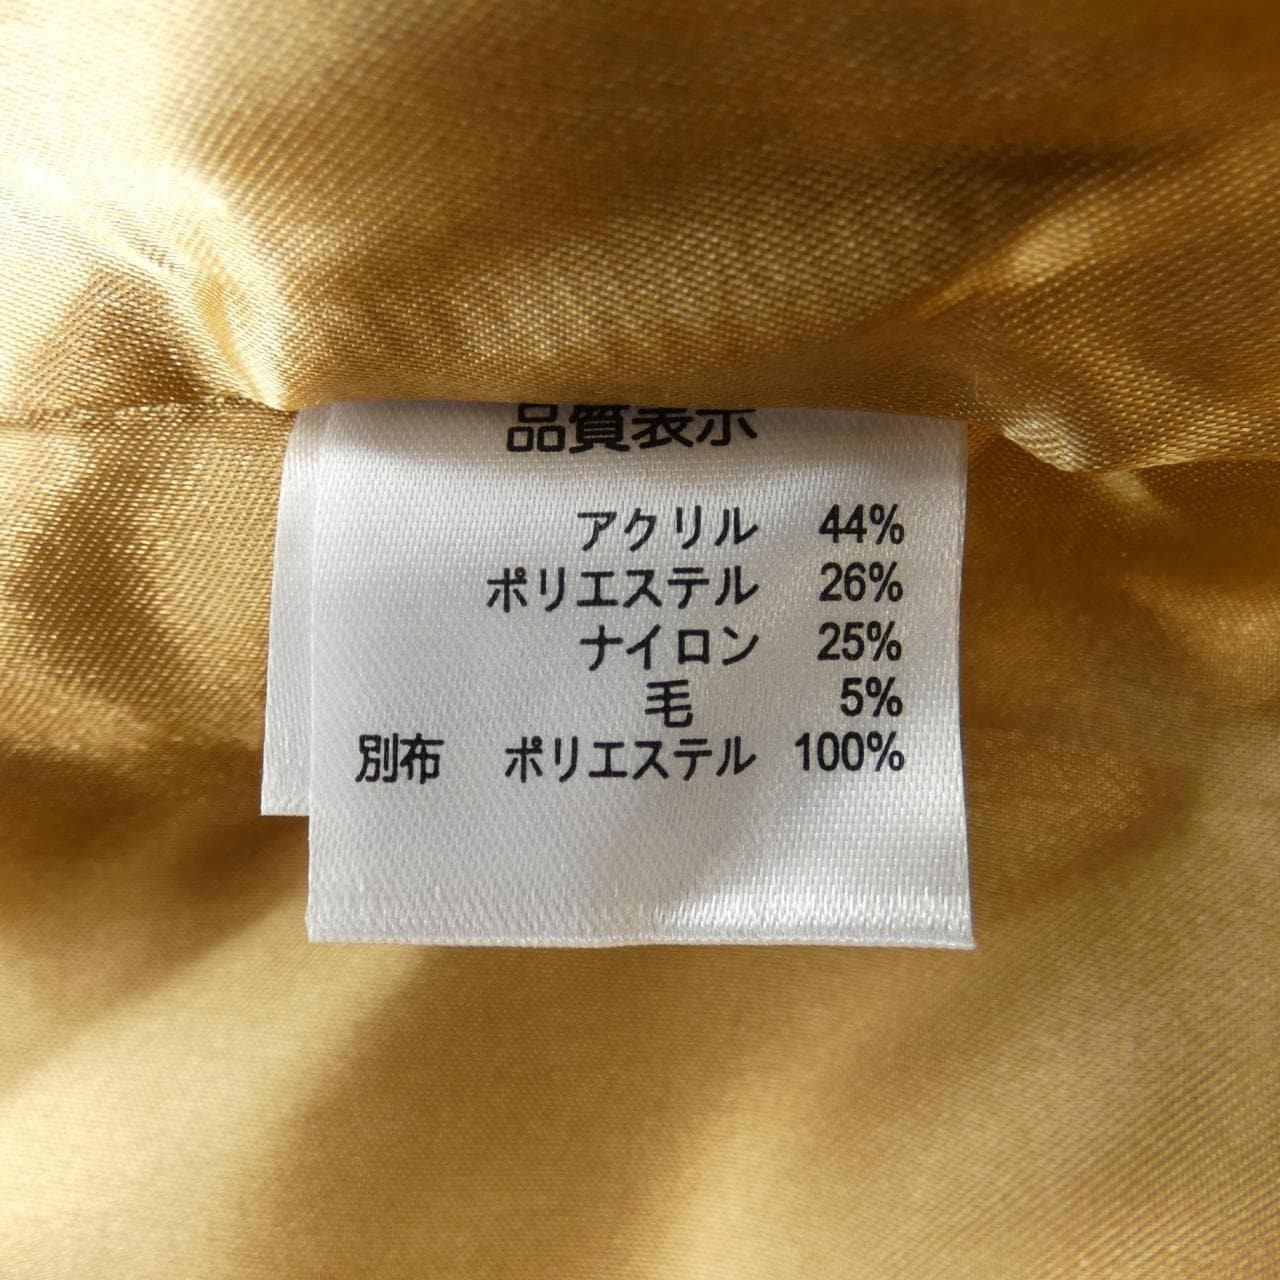 品質表示
アクリル 44%
ポリエステル 26%
ナイロン 25%
毛 5%
別布 ポリエステル 100%